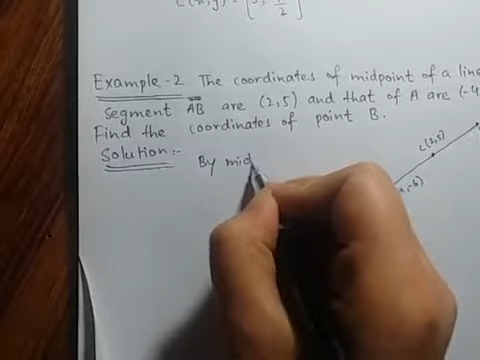 Example-2 The coordinates of midpoint of a line
segment AB are (2,5) and that of A are (-4
Find the coordinates of point B.
Solution:-
By mid
C(2,5)
-6)